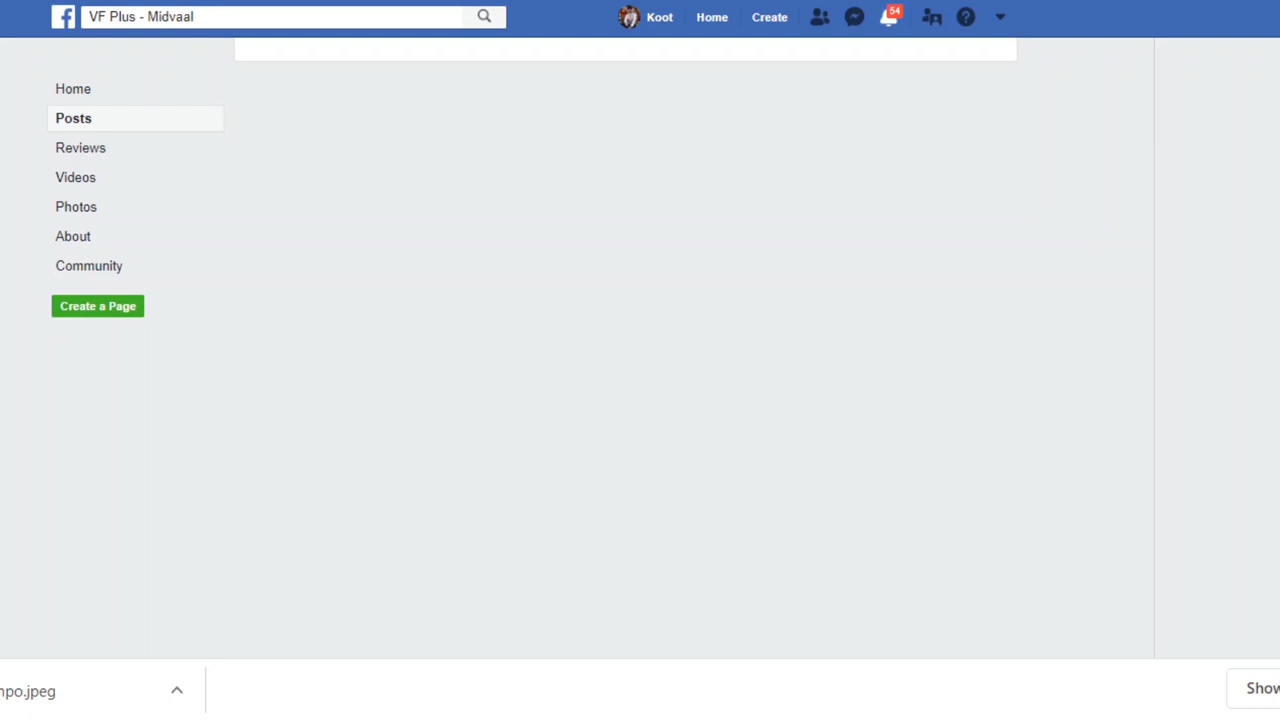 VF Plus - Midvaal
Koot
Home
Create
54
Home
Posts
Reviews
Videos
Photos
About
Community
Create a Page
npo.jpeg
Show